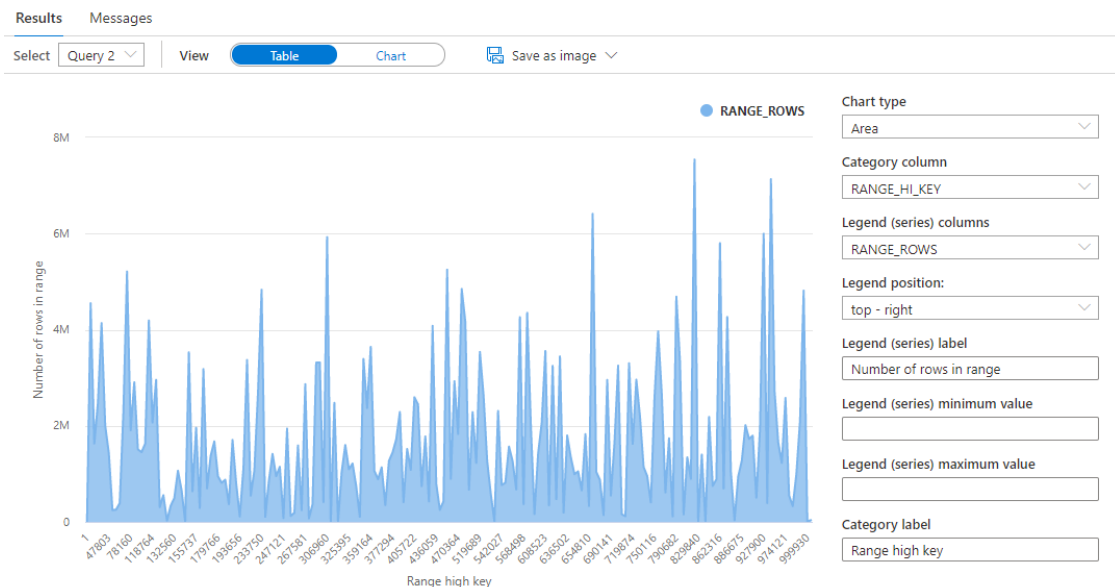 Results Messages
Select Query 2 View Table Chart Save as image
RANGE_ROWS
8M
6M
4M
2M
0
Number of rows in range
1 47803 78160 118764 132560 155737 179766 193656 233750 247121 267581 306960 325395 359164 377294 405722 436059 470364 519689 542027 568498 608523 636502 654810 690141 719874 750116 790682 829840 862316 886675 927900 974121 999930
Range high key
Chart type
Area
Category column
RANGE_HI_KEY
Legend (series) columns
RANGE_ROWS
Legend position:
top - right
Legend (series) label
Number of rows in range
Legend (series) minimum value
Legend (series) maximum value
Category label
Range high key